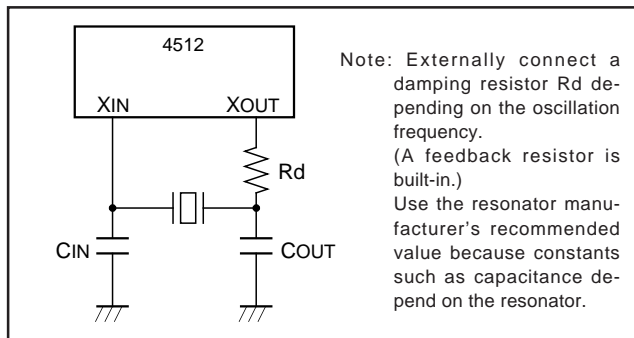 4512
XIN XOUT
Rd
CIN COUT
Note: Externally connect a
damping resistor Rd de-
pending on the oscillation
frequency.
(A feedback resistor is
built-in.)
Use the resonator manu-
facturer's recommended
value because constants
such as capacitance de-
pend on the resonator.